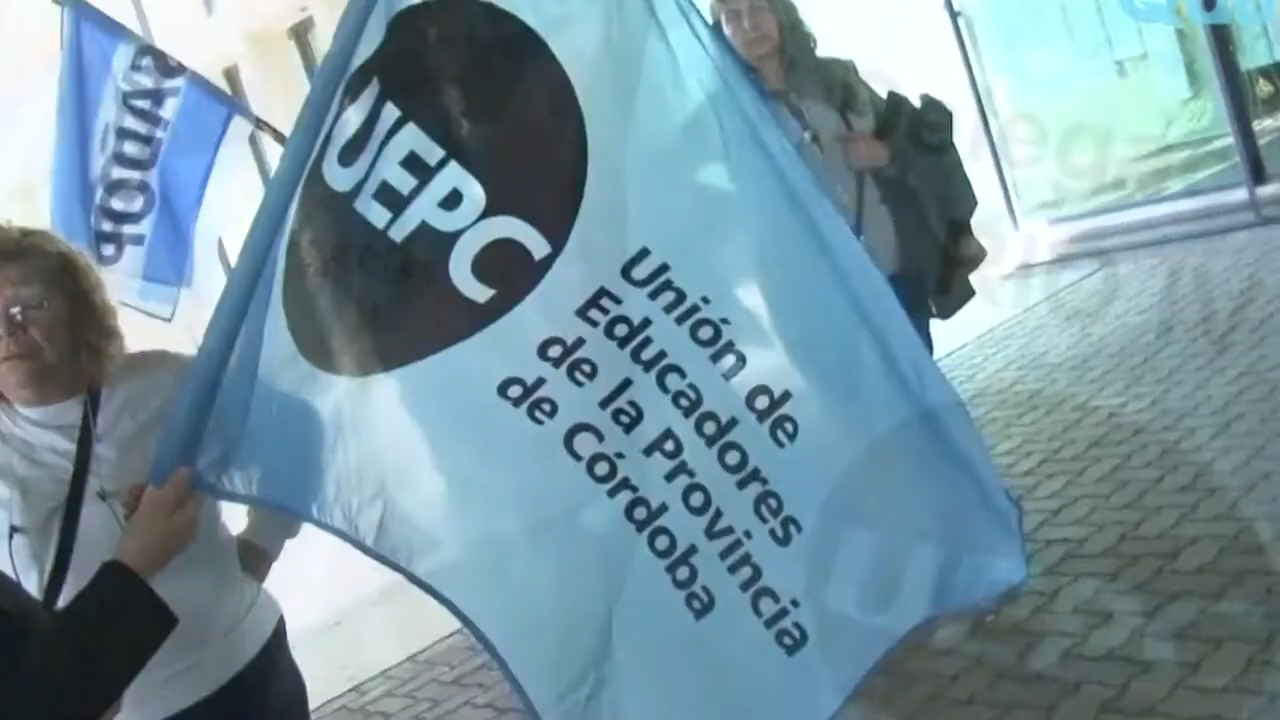 UEPC
Unión de
Educadores
de la Provincia
de Córdoba